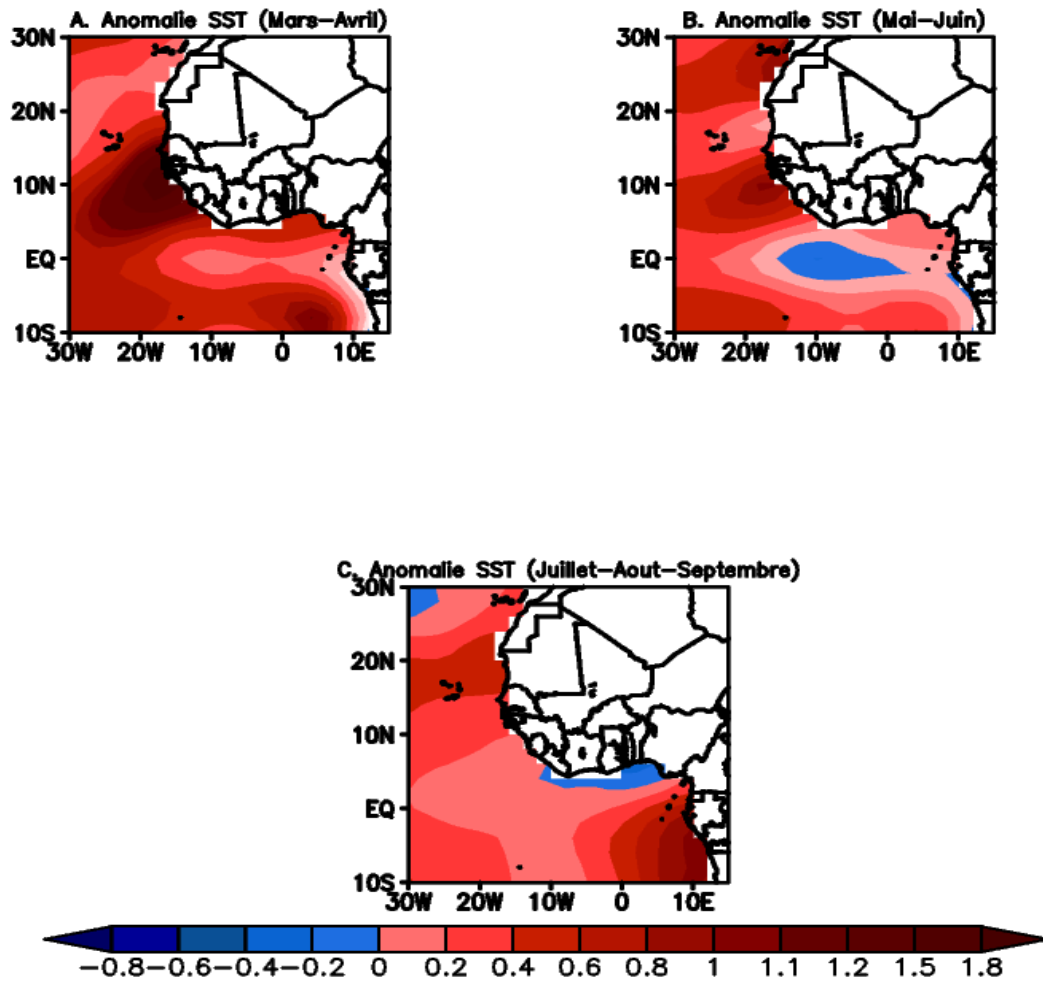 A. Anomalie SST (Mars-Avril)
30N
20N
10N
EQ
10S
30W 20W 10W 0 10E
B. Anomalie SST (Mai-Juin)
30N
20N
10N
EQ
10S
30W 20W 10W 0 10E
C. Anomalie SST (Juillet-Aout-Septembre)
30N
20N
10N
EQ
10S
30W 20W 10W 0 10E
-0.8 -0.6 -0.4 -0.2 0 0.2 0.4 0.6 0.8 1 1.1 1.2 1.5 1.8